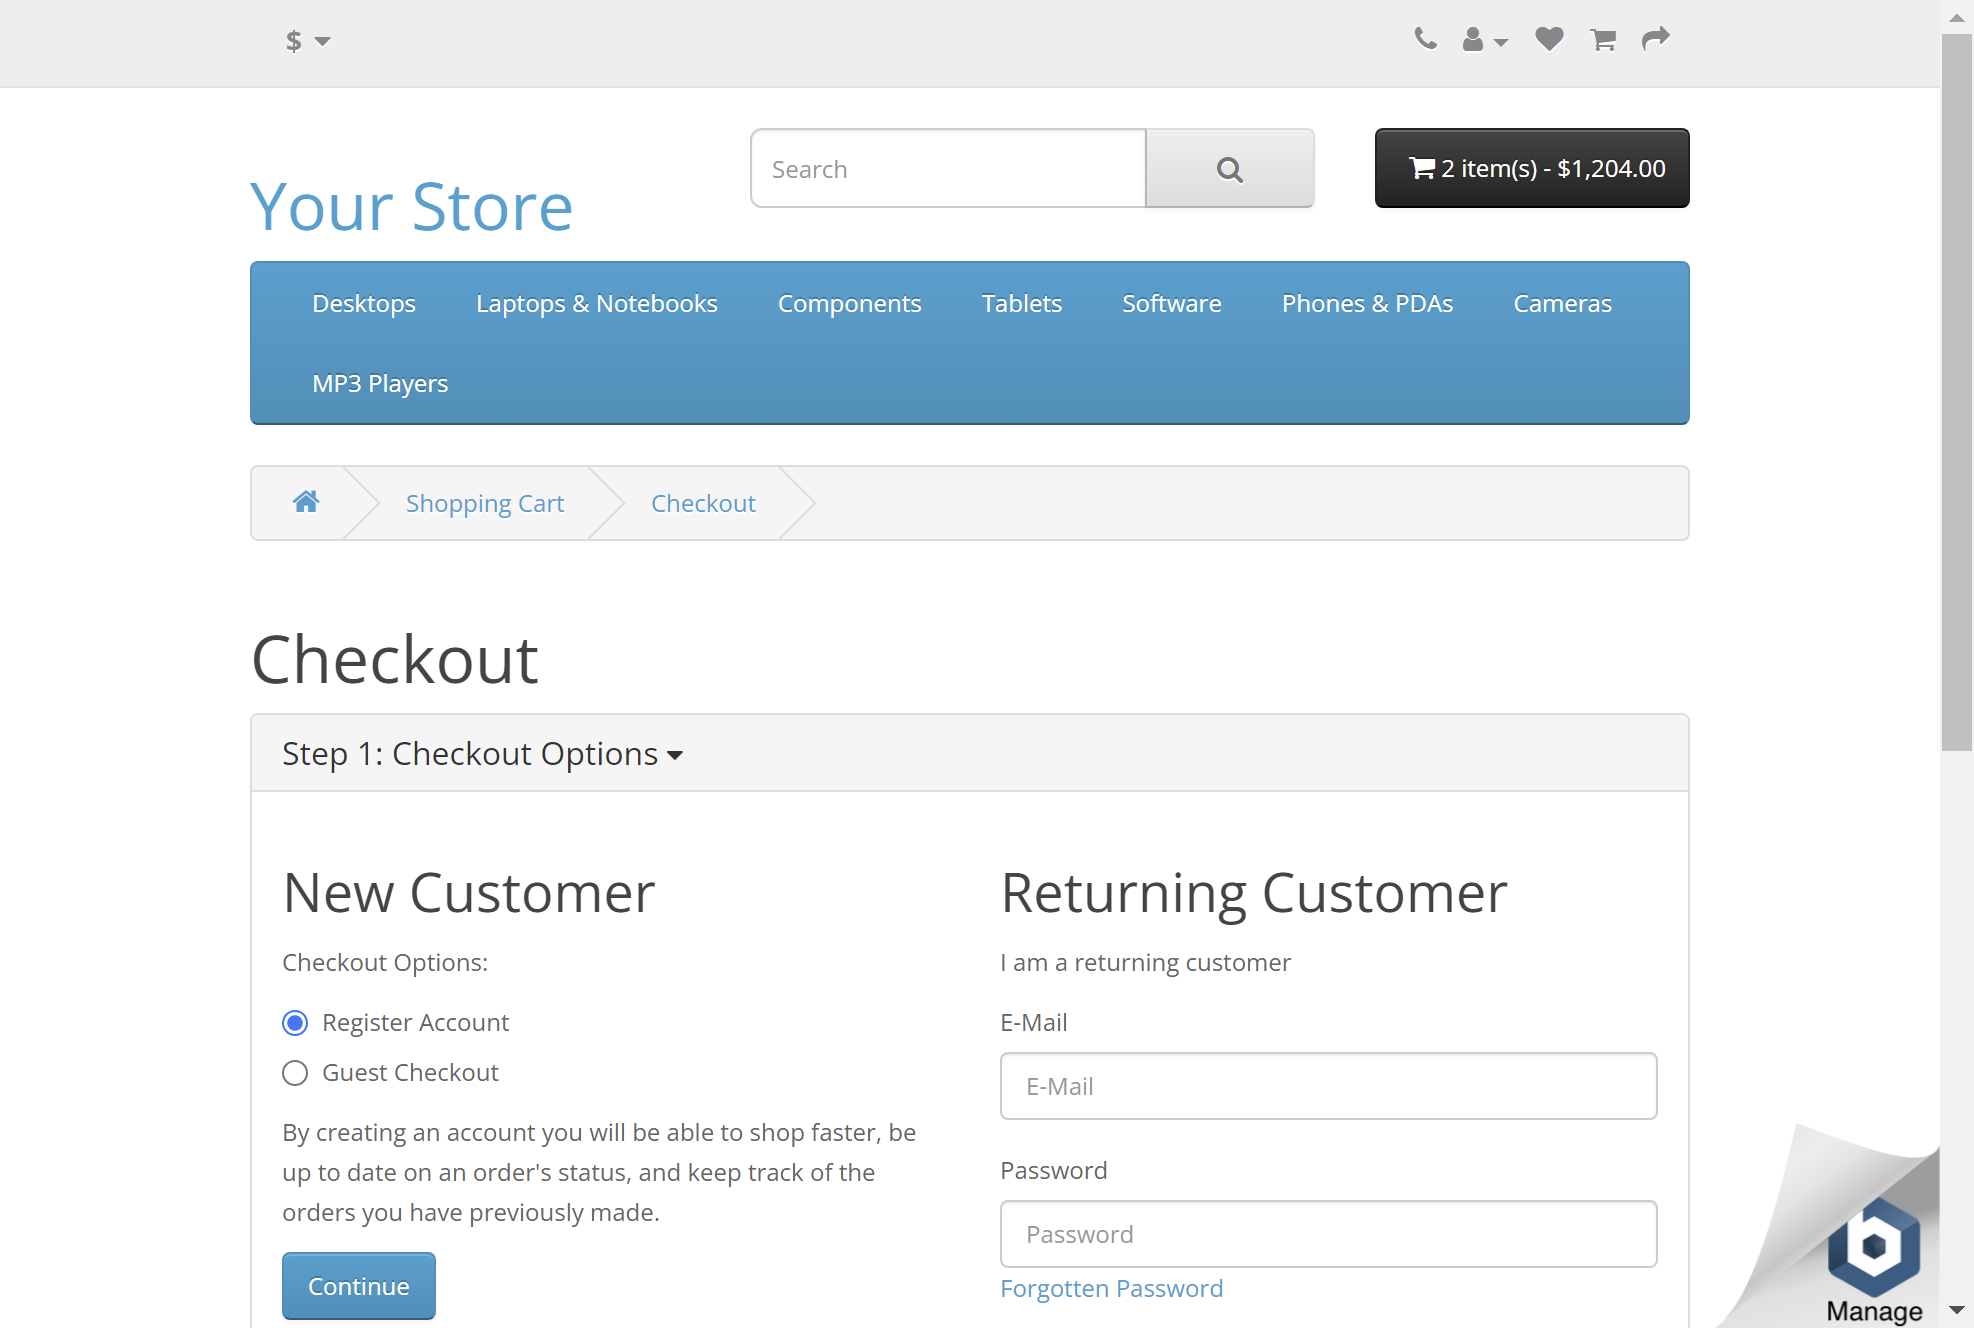 $
Search
2 item(s) - $1,204.00
Your Store
Desktops Laptops & Notebooks Components Tablets Software Phones & PDAs Cameras
MP3 Players
Shopping Cart Checkout
Checkout
Step 1: Checkout Options
New Customer
Checkout Options:
Register Account
Guest Checkout
By creating an account you will be able to shop faster, be
up to date on an order's status, and keep track of the
orders you have previously made.
Continue
Returning Customer
I am a returning customer
E-Mail
E-Mail
Password
Password
Forgotten Password
b
Manage